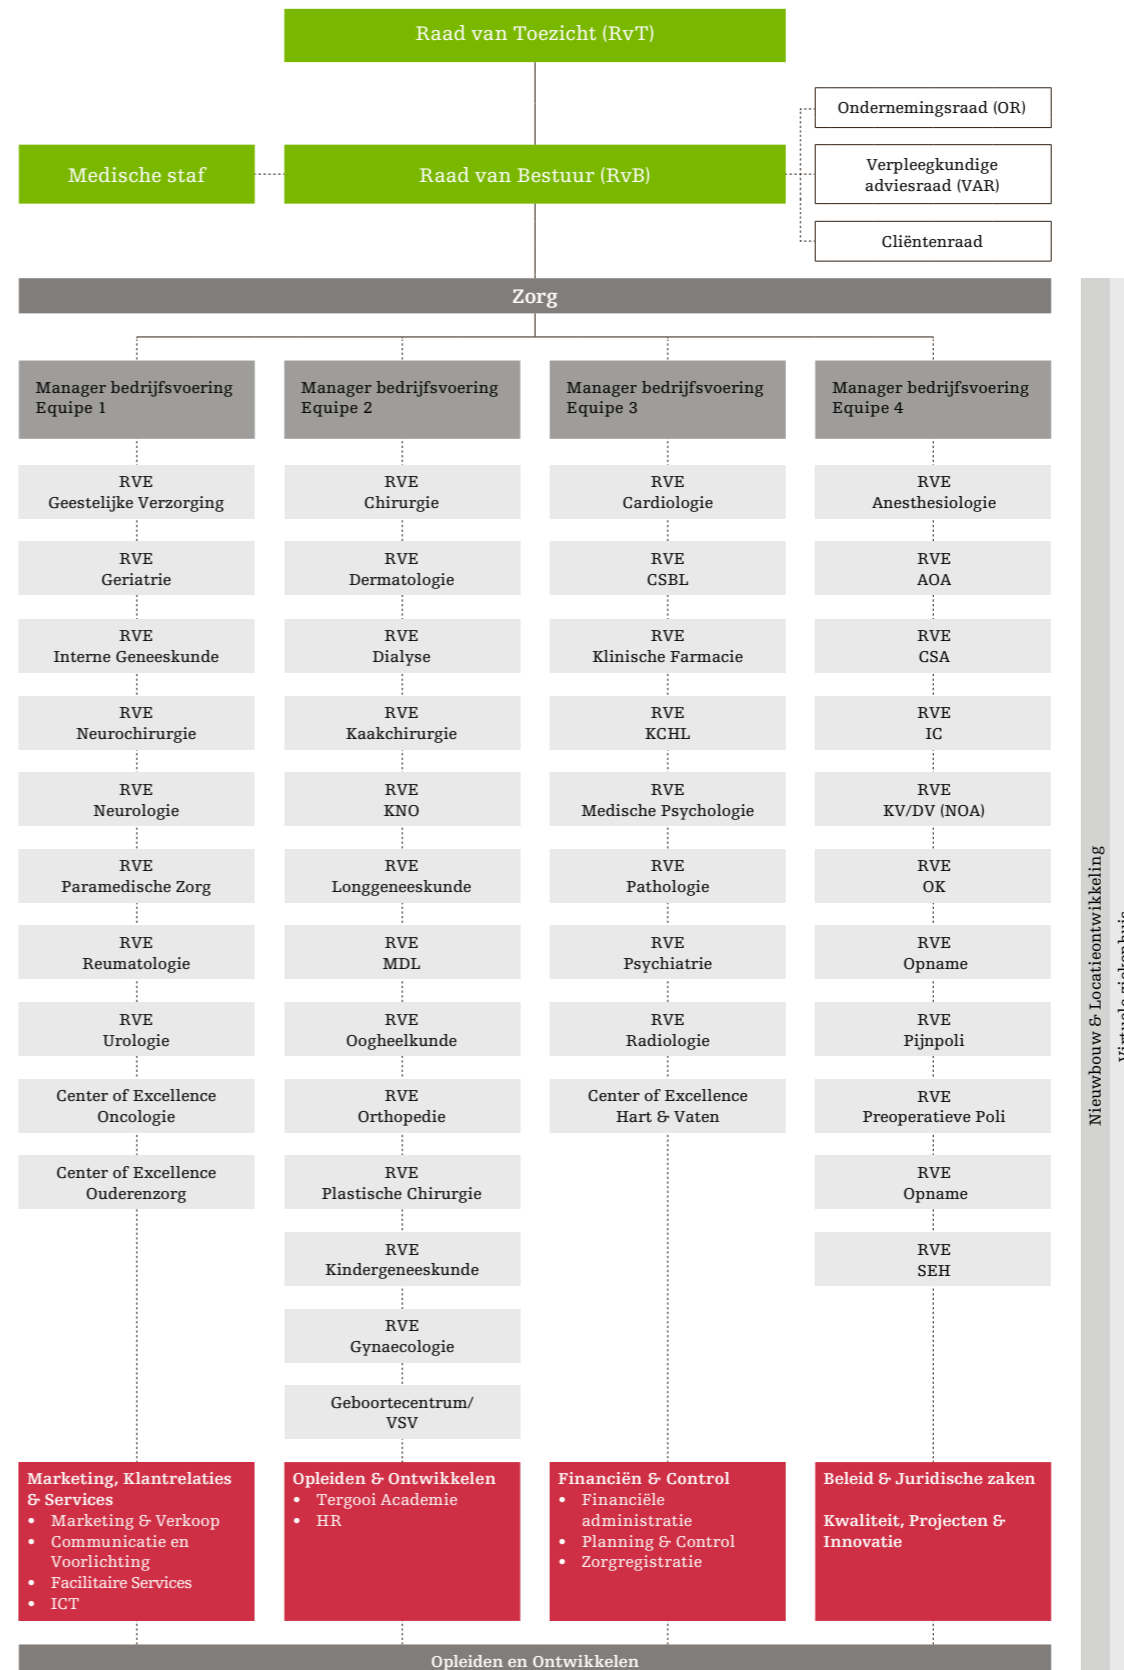 Raad van Toezicht (RvT)
Ondernemingsraad (OR)
Medische staf
Raad van Bestuur (RvB)
Verpleegkundige
adviesraad (VAR)
Cliëntenraad
Zorg
Manager bedrijfsvoering
Equipe 1
RVE
Geestelijke Verzorging
RVE
Geriatrie
RVE
Interne Geneeskunde
RVE
Neurochirurgie
RVE
Neurologie
RVE
Paramedische Zorg
RVE
Reumatologie
RVE
Urologie
Center of Excellence
Oncologie
Center of Excellence
Ouderenzorg
Marketing, Klantrelaties
& Services
• Marketing & Verkoop
• Communicatie en
Voorlichting
• Facilitaire Services
• ICT
Manager bedrijfsvoering
Equipe 2
RVE
Chirurgie
RVE
Dermatologie
RVE
Dialyse
RVE
Kaakchirurgie
RVE
KNO
RVE
Longgeneeskunde
RVE
MDL
RVE
Oogheelkunde
RVE
Orthopedie
RVE
Plastische Chirurgie
RVE
Kindergeneeskunde
RVE
Gynaecologie
Geboortecentrum/
VSV
Opleiden & Ontwikkelen
• Tergooi Academie
• HR
Manager bedrijfsvoering
Equipe 3
RVE
Cardiologie
RVE
CSBL
RVE
Klinische Farmacie
RVE
KCHL
RVE
Medische Psychologie
RVE
Pathologie
RVE
Psychiatrie
RVE
Radiologie
Center of Excellence
Hart & Vaten
Financiën & Control
• Financiële
administratie
• Planning & Control
• Zorgregistratie
Manager bedrijfsvoering
Equipe 4
RVE
Anesthesiologie
RVE
AOA
RVE
CSA
RVE
IC
RVE
KV/DV (NOA)
RVE
OK
RVE
Opname
RVE
Pijnpoli
RVE
Preoperatieve Poli
RVE
Opname
RVE
SEH
Beleid & Juridische zaken
Kwaliteit, Projecten &
Innovatie
Opleiden en Ontwikkelen
Nieuwbouw & Locatieontwikkeling